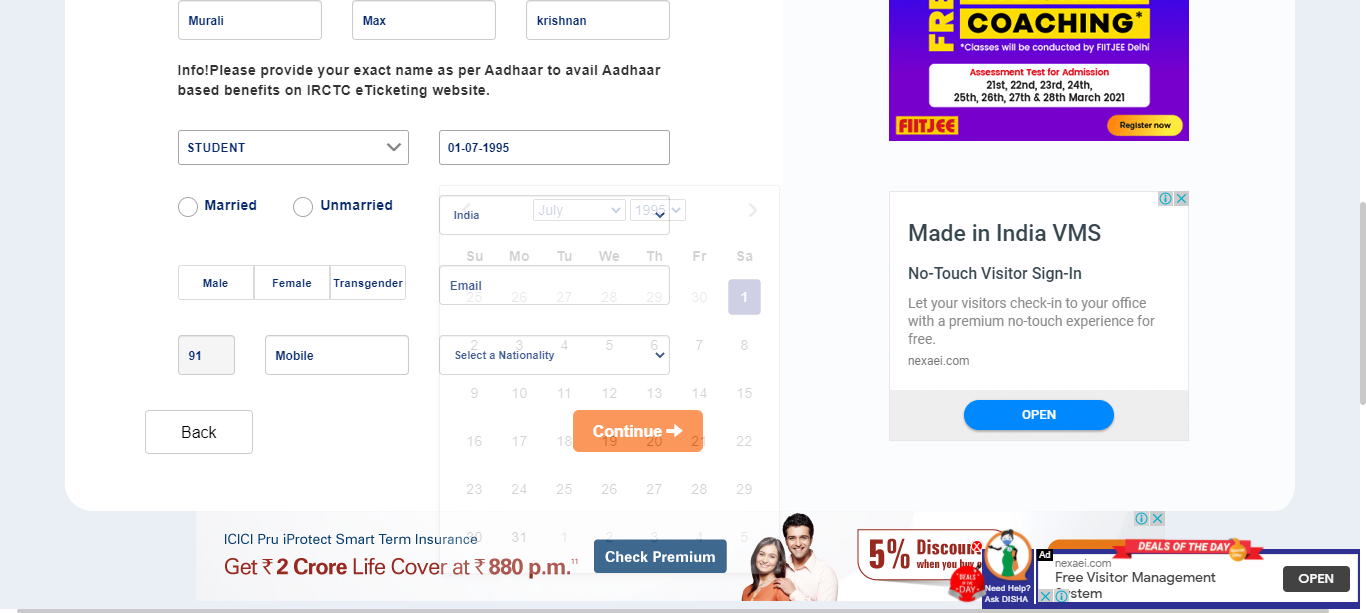 Murali
Max
krishnan
Info!Please provide your exact name as per Aadhaar to avail Aadhaar
based benefits on IRCTC eTicketing website.
STUDENT
01-07-1995
Married
Unmarried
India
July
1995
Su Mo Tu We Th Fr Sa
25 26 27 28 29 30 1
2 3 4 5 6 7 8
9 10 11 12 13 14 15
16 17 18 19 20 21 22
23 24 25 26 27 28 29
30 31 1 2 3 4 5
Male
Female
Transgender
Email
91
Mobile
Select a Nationality
Back
Continue
FREE
COACHING*
*Classes will be conducted by FIITJEE Delhi
Assessment Test for Admission
21st, 22nd, 23rd, 24th,
25th, 26th, 27th & 28th March 2021
FIITJEE
Register now
Made in India VMS
No-Touch Visitor Sign-In
Let your visitors check-in to your office
with a premium no-touch experience for
free.
nexaei.com
OPEN
ICICI Pru iProtect Smart Term Insurance
Get ₹ 2 Crore Life Cover at ₹ 880 p.m.11
Check Premium
5% Discoun
when you buy
DEALS
OF THE
DAY
Need Help?
Ask DISHA
DEALS OF THE DAY
Ad
nexaei.com
Free Visitor Management
System
OPEN